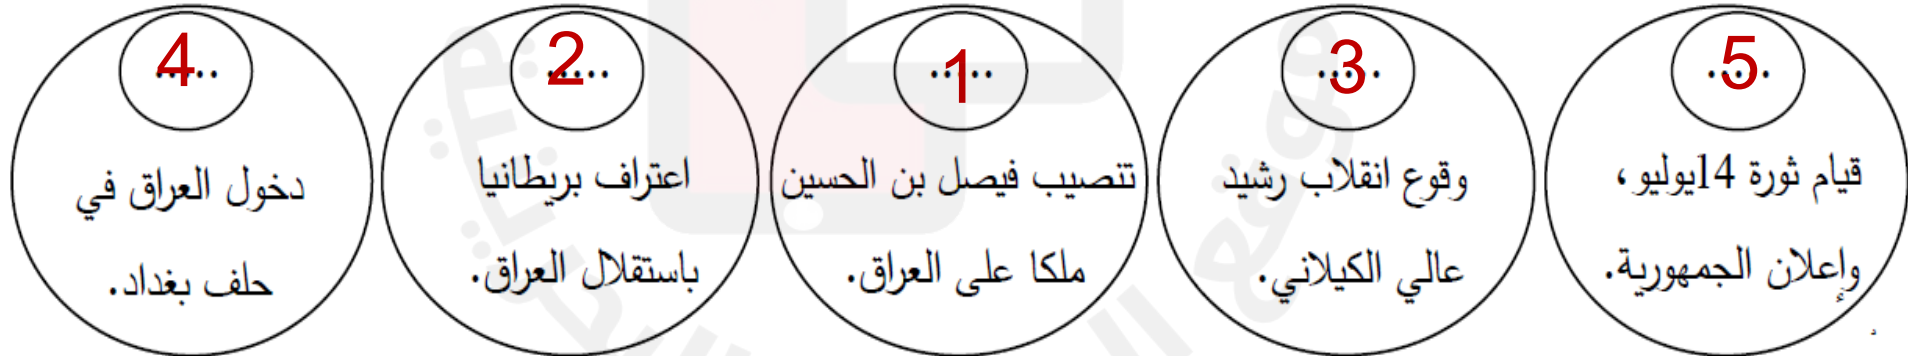 5
قيام ثورة 14يوليو،
وإعلان الجمهورية.
3
وقوع انقلاب رشيد
عالي الكيلاني.
1
تنصيب فيصل بن الحسين
ملكا على العراق.
2
اعتراف بريطانيا
باستقلال العراق.
4
دخول العراق في
حلف بغداد.
موقع